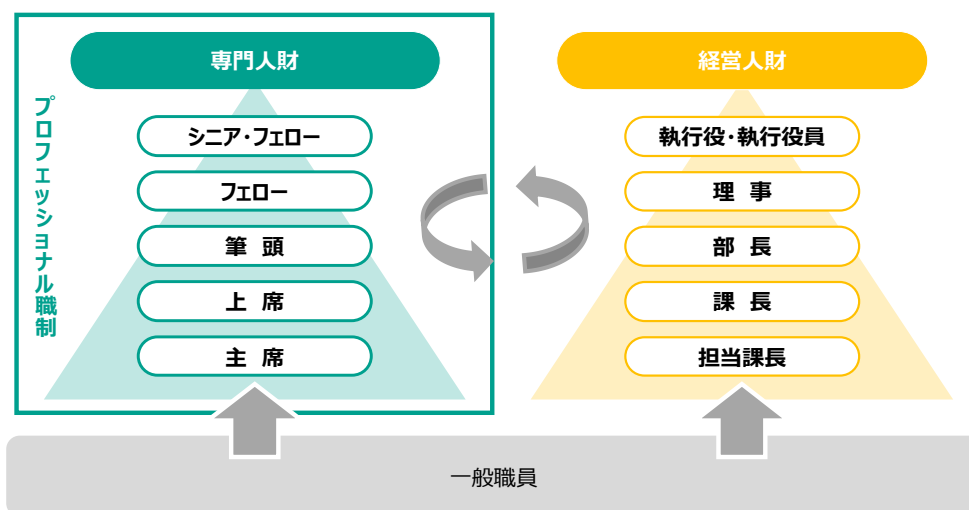 専門人財
プロフェッショナル職制
シニア・フェロー
フェロー
筆 頭
上 席
主 席
経営人財
執行役・執行役員
理 事
部 長
課 長
担当課長
一般職員